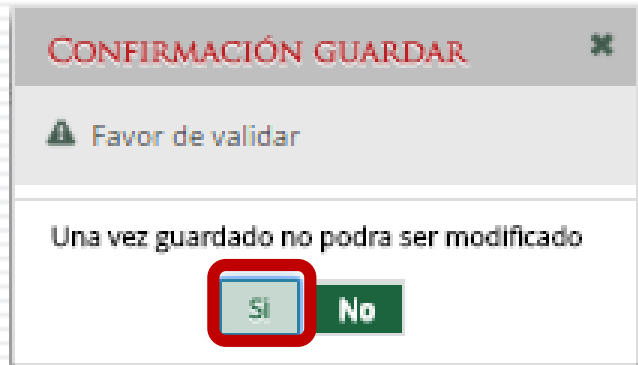 CONFIRMACIÓN GUARDAR
Favor de validar
Una vez guardado no podra ser modificado
Si No